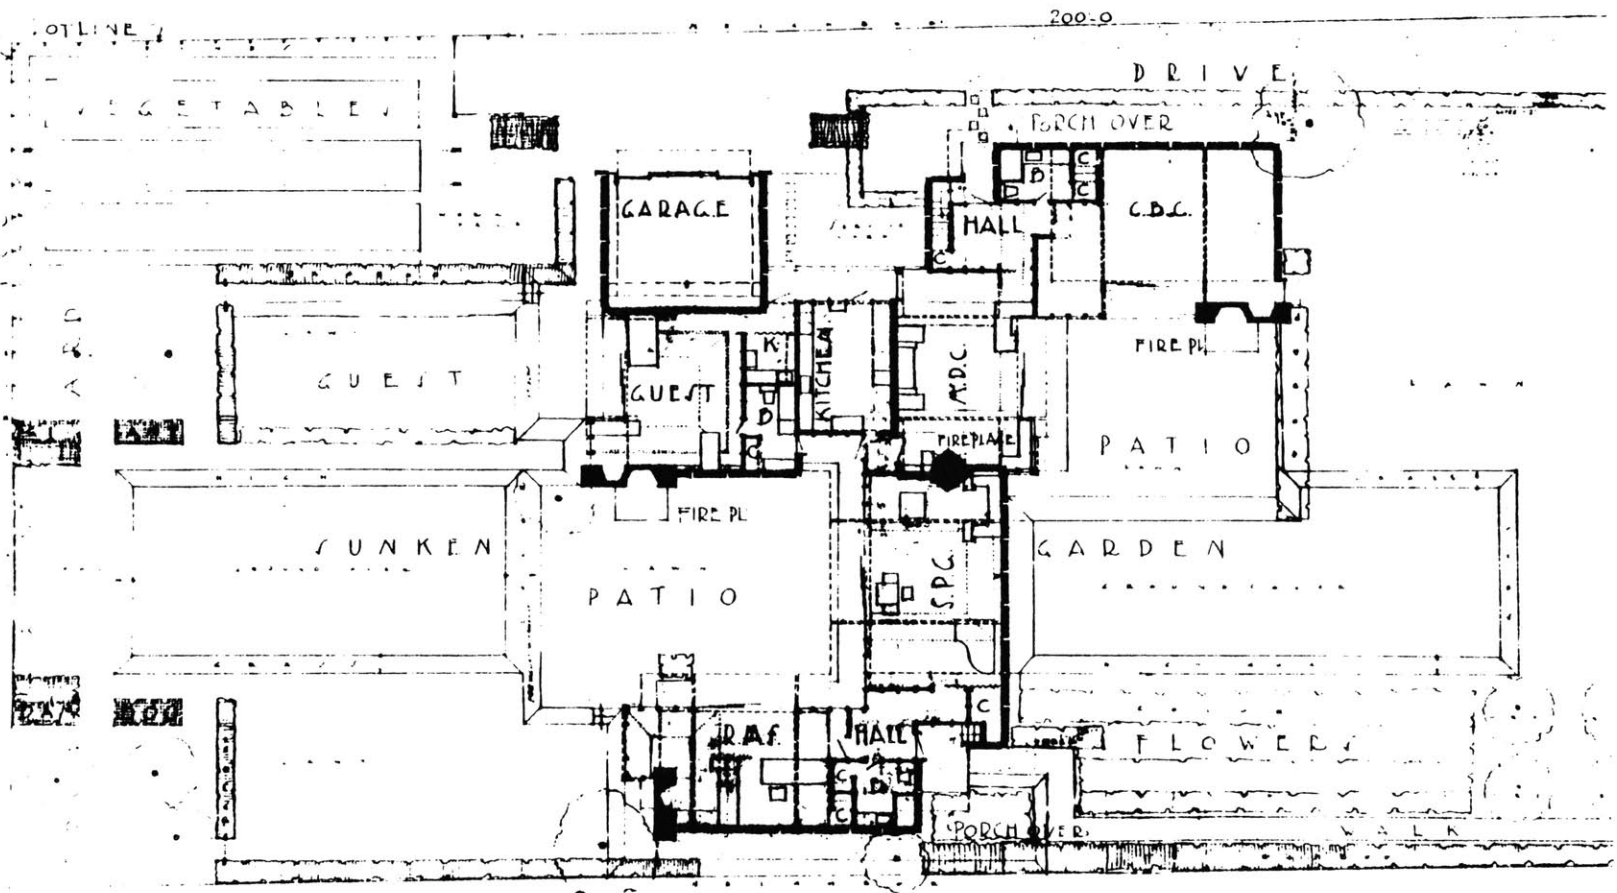 200-0
OTLINE
DRIVE
VEGETABLES
PORCH OVER
B
C
C
GARAGE
C.B.C.
HALL
C
FIRE PL
K
KITCHEN
M.D.C.
GUEST
GUEST
B
PATIO
FIREPLACE
C
FIRE PL
S.P.G.
SUNKEN
GARDEN
PATIO
C
R.M.S.
HALL
FLOWERS
C
B
C
PORCH OVER
WALK